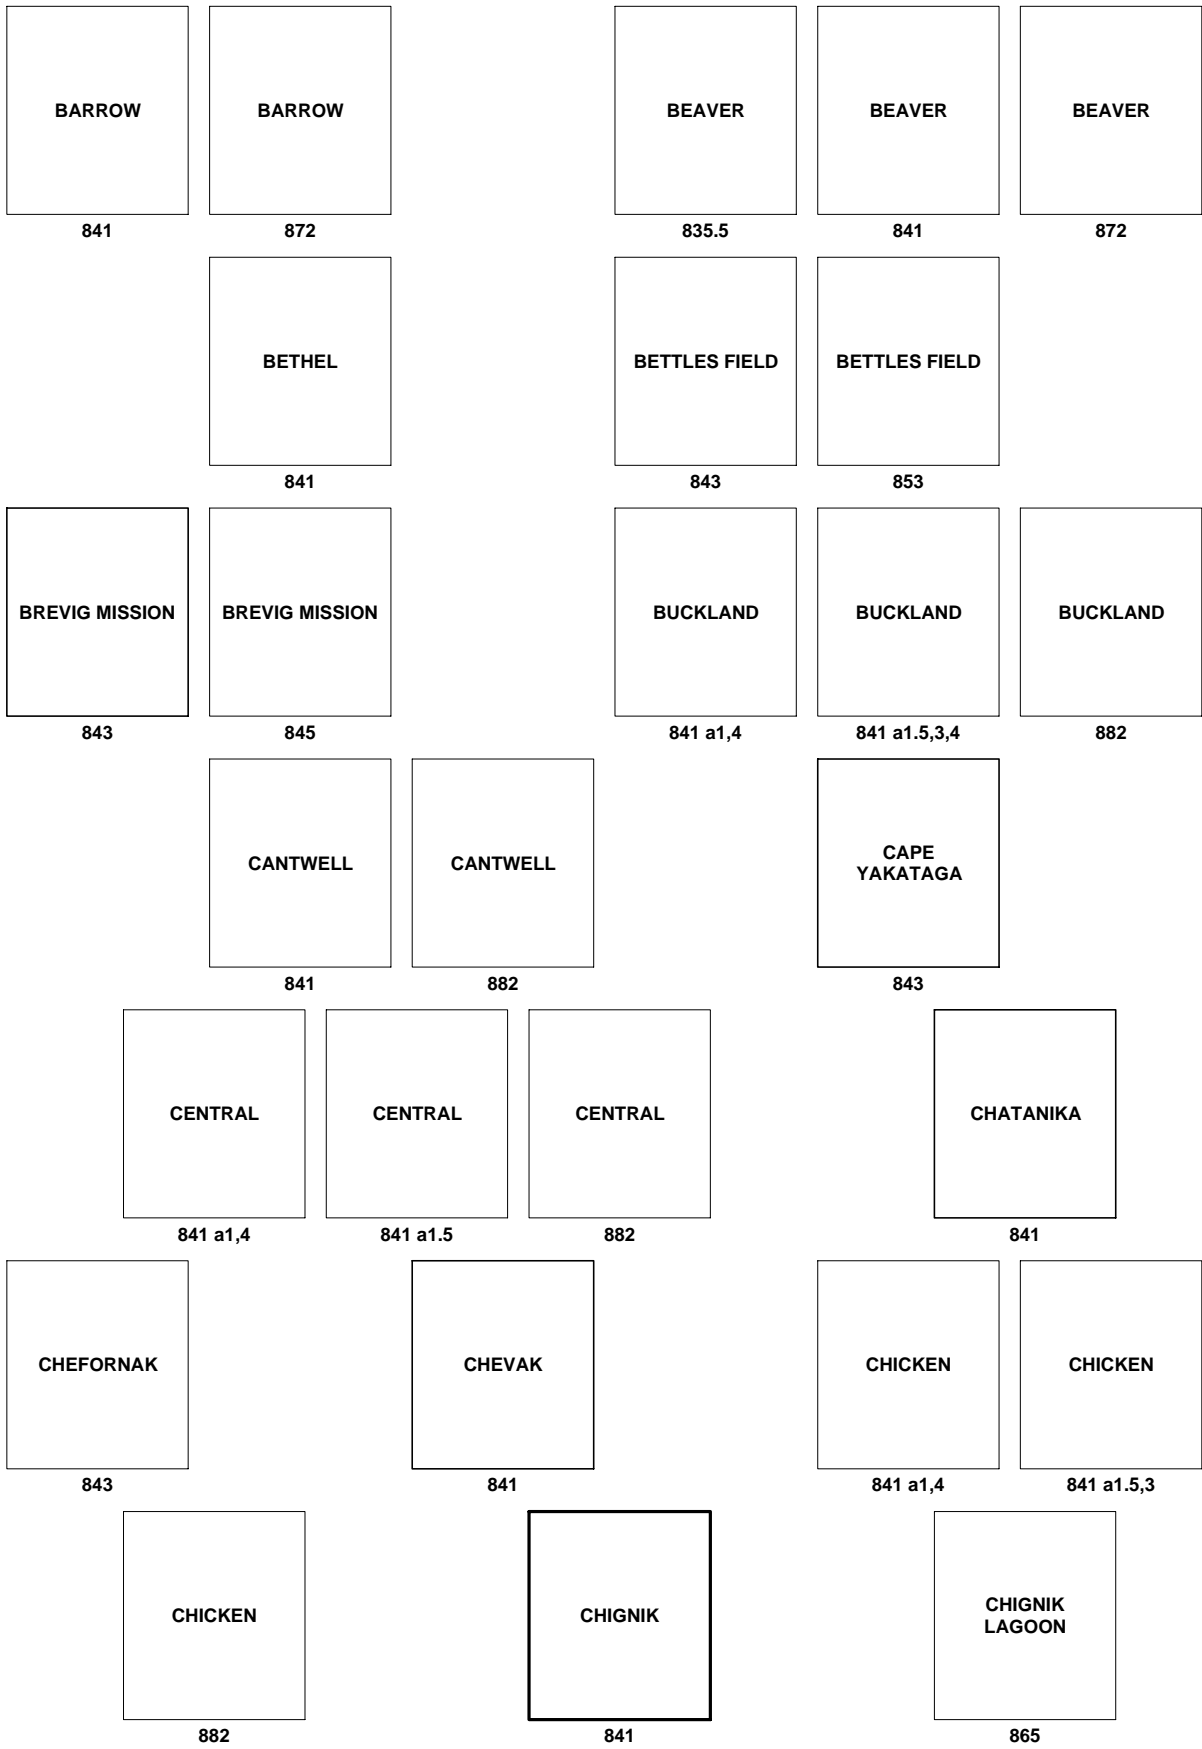 BARROW
BARROW
BEAVER
BEAVER
BEAVER
841
872
835.5
841
872
BETHEL
BETTLES FIELD
BETTLES FIELD
841
843
853
BREVIG MISSION
BREVIG MISSION
BUCKLAND
BUCKLAND
BUCKLAND
843
845
841 a1,4
841 a1.5,3,4
882
CANTWELL
CANTWELL
CAPE
YAKATAGA
841
882
843
CENTRAL
CENTRAL
CENTRAL
CHATANIKA
841 a1,4
841 a1.5
882
841
CHEFORNAK
CHEVAK
CHICKEN
CHICKEN
843
841
841 a1,4
841 a1.5,3
CHICKEN
CHIGNIK
CHIGNIK
LAGOON
882
841
865